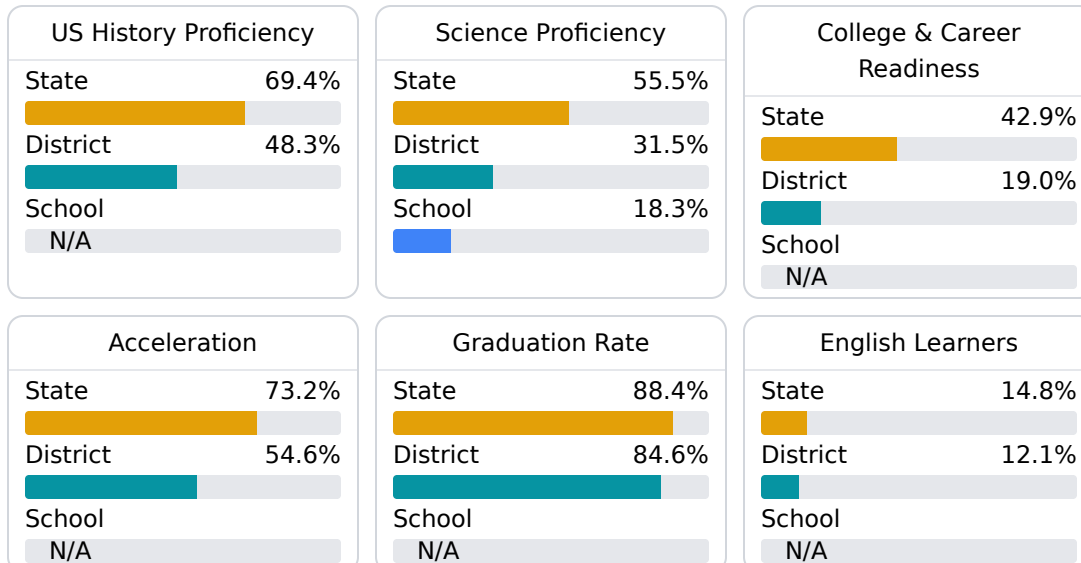 US History Proficiency
State 69.4%
District 48.3%
School
N/A
Science Proficiency
State 55.5%
District 31.5%
School 18.3%
College & Career
Readiness
State 42.9%
District 19.0%
School
N/A
Acceleration
State 73.2%
District 54.6%
School
N/A
Graduation Rate
State 88.4%
District 84.6%
School
N/A
English Learners
State 14.8%
District 12.1%
School
N/A